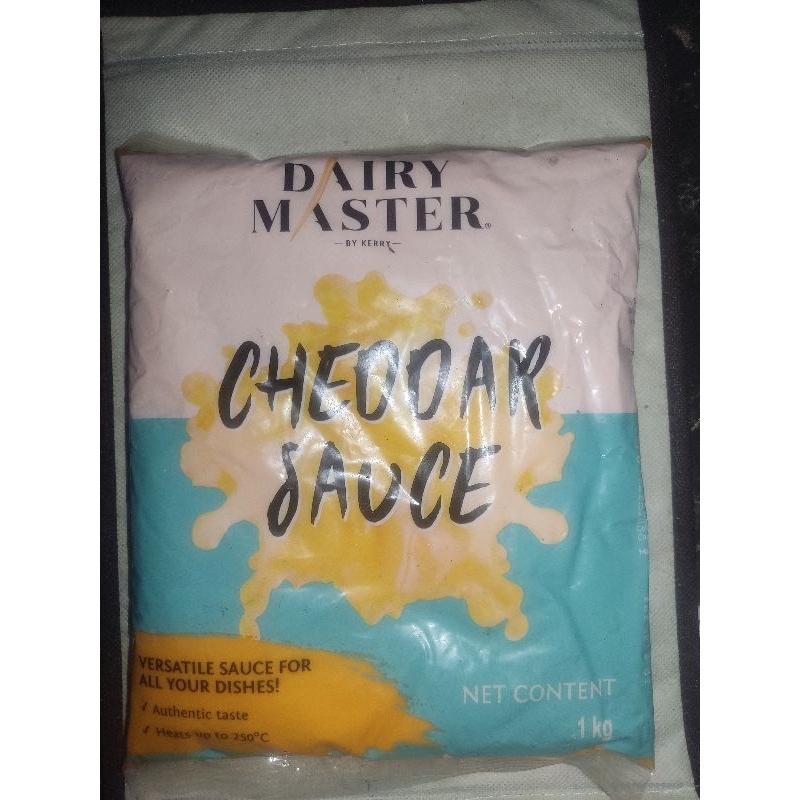 DAIRY
MASTER®
— BY KERRY —
CHEDDAR
SAUCE
VERSATILE SAUCE FOR
ALL YOUR DISHES!
✓ Authentic taste
✓ Heats up to 250°C
NET CONTENT
1 kg